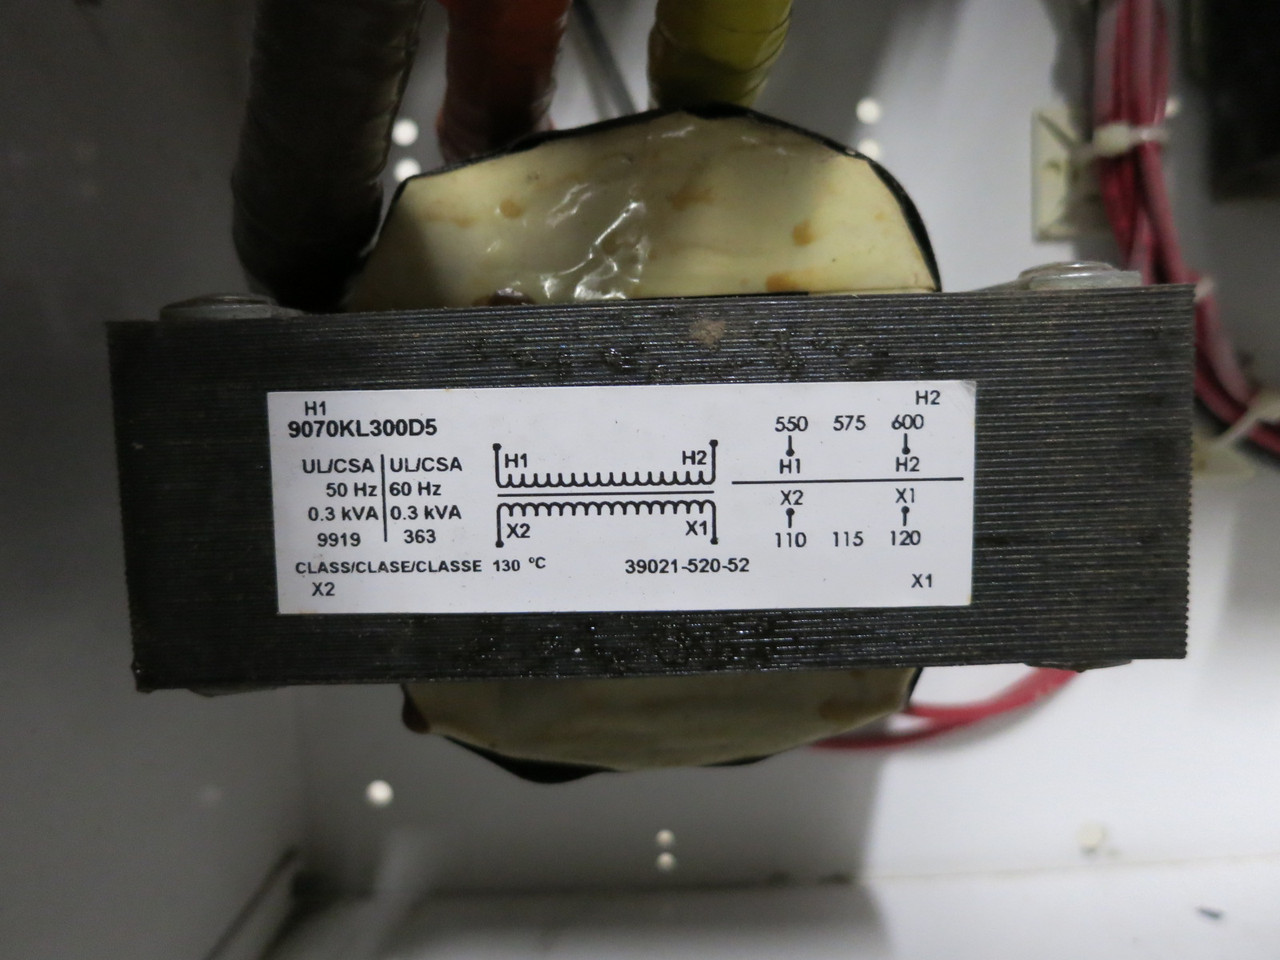 H1 H2
9070KL300D5
UL/CSA UL/CSA
50 Hz 60 Hz
0.3 kVA 0.3 kVA
9919 363
CLASS/CLASE/CLASSE 130 °C
X2
H1 H2
X2 X1
39021-520-52
550 575 600
H1 H2
X2 X1
110 115 120
X1